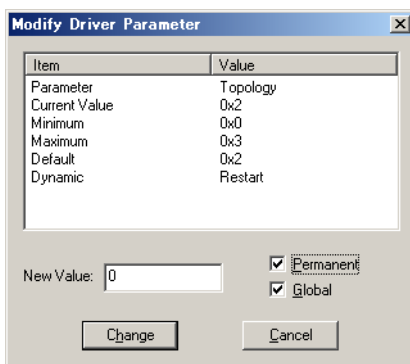 Modify Driver Parameter
Item Value
Parameter Topology
Current Value 0x2
Minimum 0x0
Maximum 0x3
Default 0x2
Dynamic Restart
New Value: 0
Permanent
Global
Change Cancel